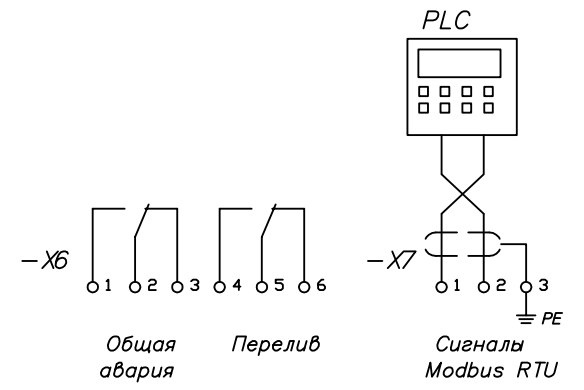 PLC
-X6
1 2 3 4 5 6
-X7
1 2 3
PE
Общая
авария
Перелив
Сигналы
Modbus RTU